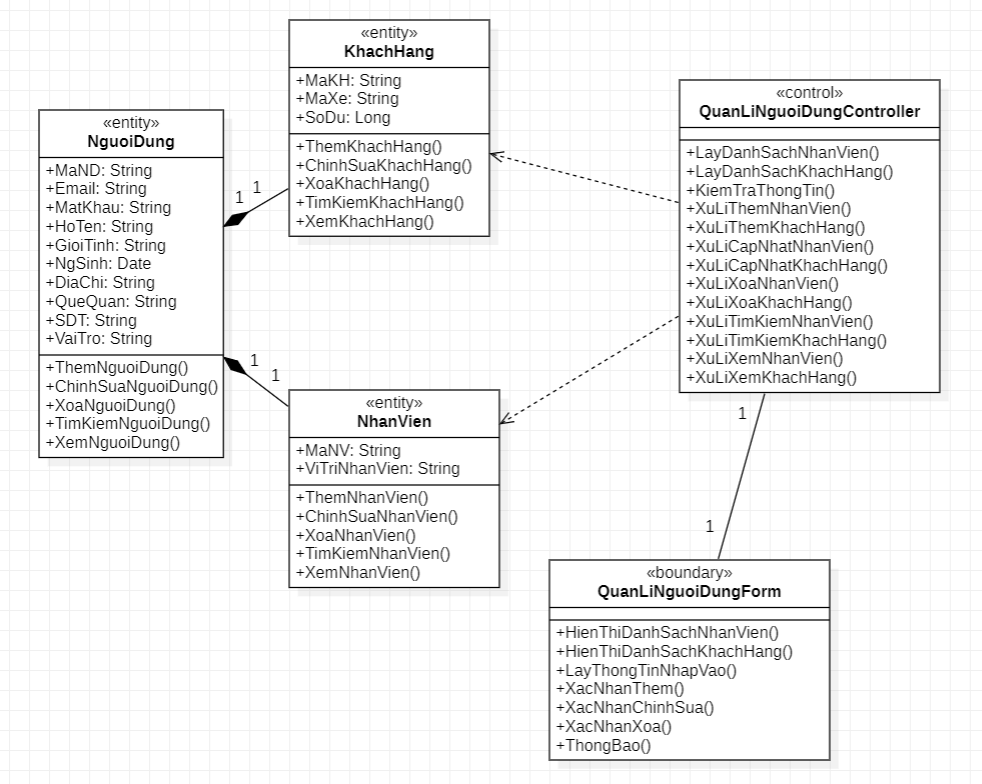 «entity»
KhachHang
+MaKH: String
+MaXe: String
+SoDu: Long
+ThemKhachHang()
+ChinhSuaKhachHang()
+XoaKhachHang()
+TimKiemKhachHang()
+XemKhachHang()
«entity»
NguoiDung
+MaND: String
+Email: String
+MatKhau: String
+HoTen: String
+GioiTinh: String
+NgSinh: Date
+DiaChi: String
+QueQuan: String
+SDT: String
+VaiTro: String
+ThemNguoiDung()
+ChinhSuaNguoiDung()
+XoaNguoiDung()
+TimKiemNguoiDung()
+XemNguoiDung()
1
1
1
1
«entity»
NhanVien
+MaNV: String
+ViTriNhanVien: String
+ThemNhanVien()
+ChinhSuaNhanVien()
+XoaNhanVien()
+TimKiemNhanVien()
+XemNhanVien()
«control»
QuanLiNguoiDungController
+LayDanhSachNhanVien()
+LayDanhSachKhachHang()
+KiemTraThongTin()
+XuLiThemNhanVien()
+XuLiThemKhachHang()
+XuLiCapNhatNhanVien()
+XuLiCapNhatKhachHang()
+XuLiXoaNhanVien()
+XuLiXoaKhachHang()
+XuLiTimKiemNhanVien()
+XuLiTimKiemKhachHang()
+XuLiXemNhanVien()
+XuLiXemKhachHang()
1
1
«boundary»
QuanLiNguoiDungForm
+HienThiDanhSachNhanVien()
+HienThiDanhSachKhachHang()
+LayThongTinNhapVao()
+XacNhanThem()
+XacNhanChinhSua()
+XacNhanXoa()
+ThongBao()